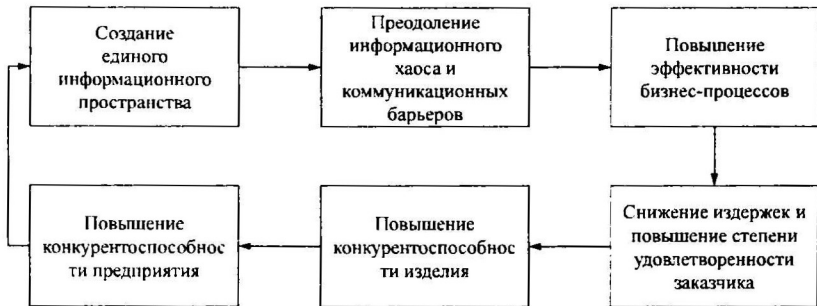 Создание
единого
информационного
пространства
Преодоление
информационного
хаоса и
коммуникационных
барьеров
Повышение
эффективности
бизнес-процессов
Снижение издержек и
повышение степени
удовлетворенности
заказчика
Повышение
конкурентоспособнос
ти изделия
Повышение
конкурентоспособнос
ти предприятия